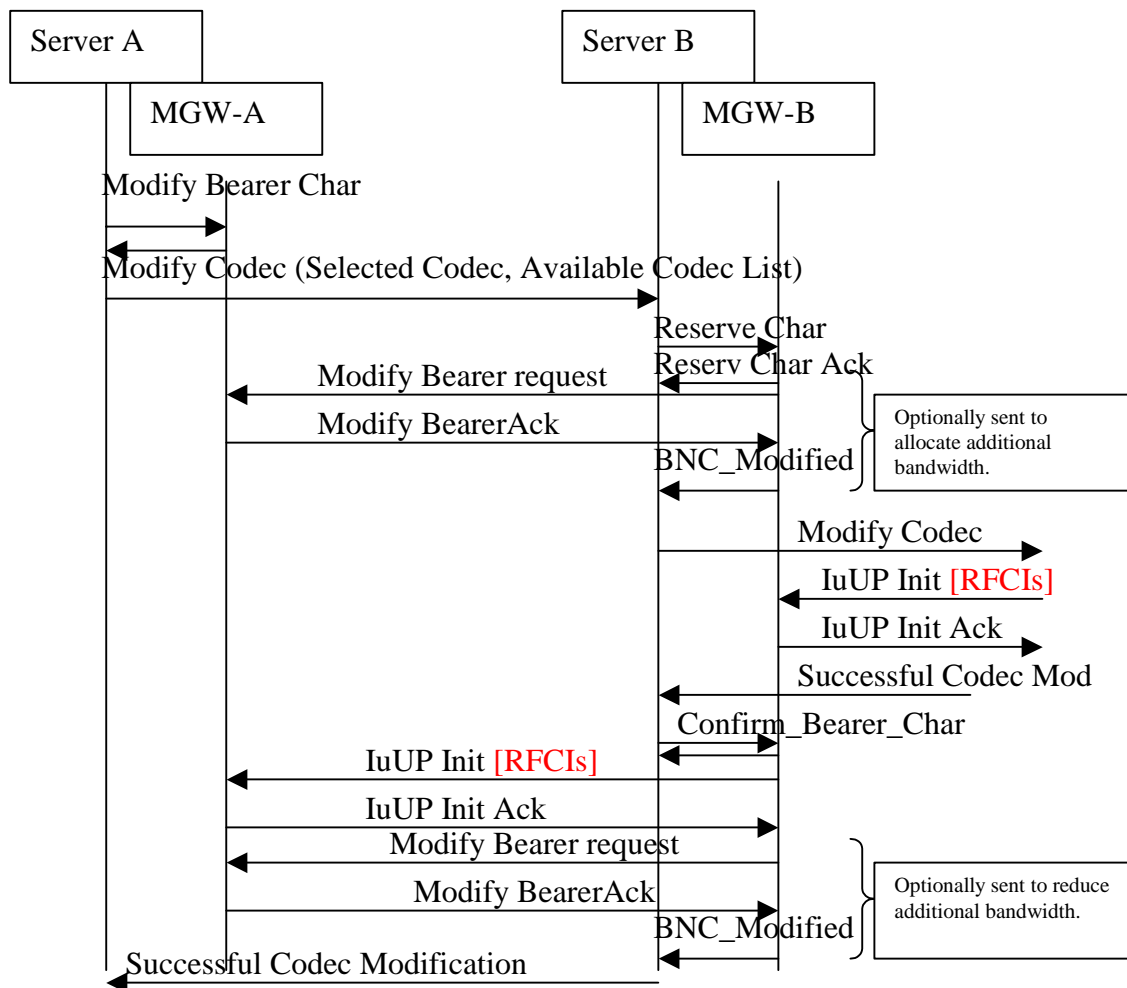 Server A
Server B
MGW-A
MGW-B
Modify Bearer Char
Modify Codec (Selected Codec, Available Codec List)
Reserve Char
Reserv Char Ack
Modify Bearer request
Optionally sent to
allocate additional
bandwidth.
Modify BearerAck
BNC_Modified
Modify Codec
IuUP Init [RFCIs]
IuUP Init Ack
Successful Codec Mod
Confirm_Bearer_Char
IuUP Init [RFCIs]
IuUP Init Ack
Modify Bearer request
Modify BearerAck
Optionally sent to reduce
additional bandwidth.
BNC_Modified
Successful Codec Modification